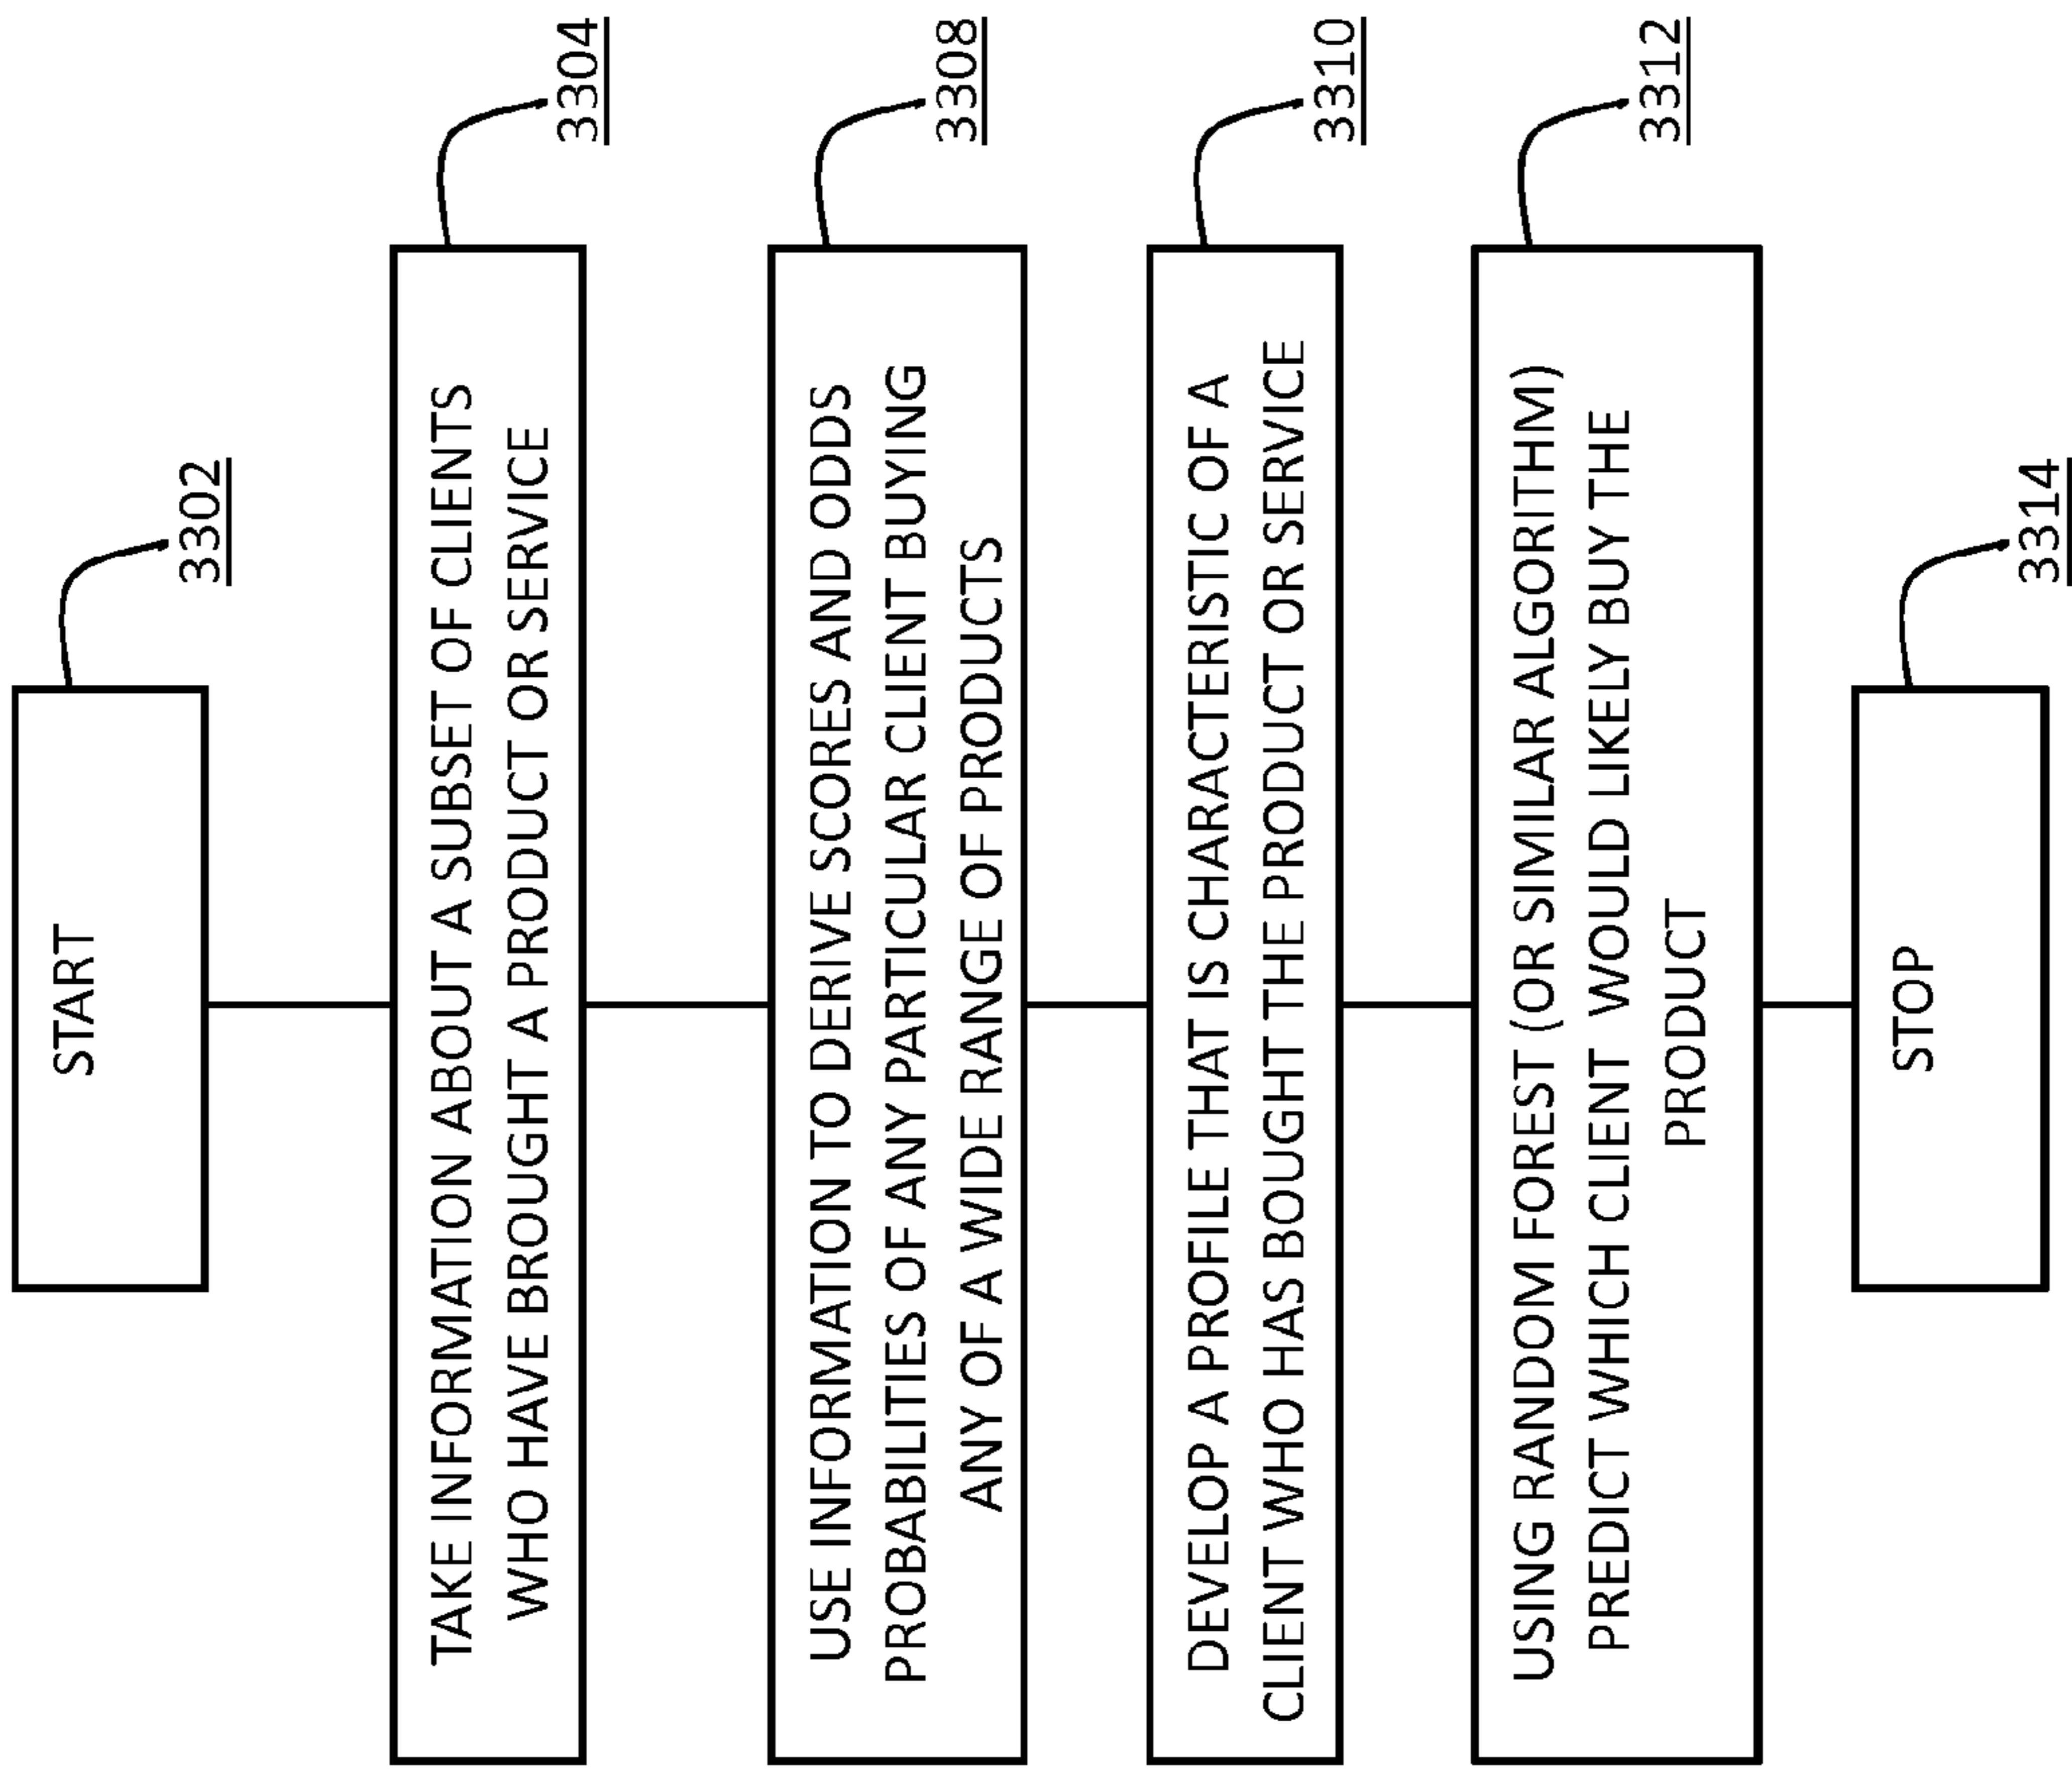 START
3302
TAKE INFORMATION ABOUT A SUBSET OF CLIENTS
WHO HAVE BROUGHT A PRODUCT OR SERVICE
3304
USE INFORMATION TO DERIVE SCORES AND ODDS
PROBABILITIES OF ANY PARTICULAR CLIENT BUYING
ANY OF A WIDE RANGE OF PRODUCTS
3308
DEVELOP A PROFILE THAT IS CHARACTERISTIC OF A
CLIENT WHO HAS BOUGHT THE PRODUCT OR SERVICE
3310
USING RANDOM FOREST (OR SIMILAR ALGORITHM)
PREDICT WHICH CLIENT WOULD LIKELY BUY THE
PRODUCT
3312
STOP
3314